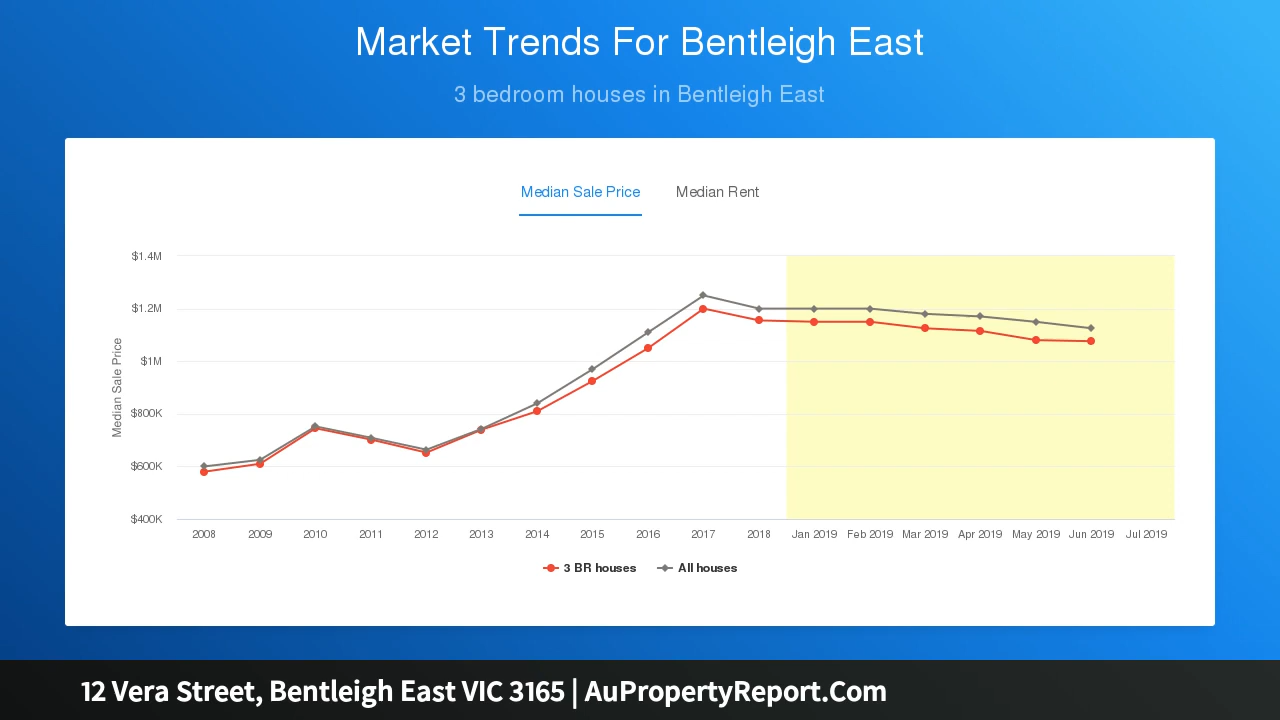 Market Trends For Bentleigh East
3 bedroom houses in Bentleigh East
Median Sale Price Median Rent
Median Sale Price
$1.4M
$1.2M
$1M
$800K
$600K
$400K
2008 2009 2010 2011 2012 2013 2014 2015 2016 2017 2018 Jan 2019 Feb 2019 Mar 2019 Apr 2019 May 2019 Jun 2019 Jul 2019
3 BR houses All houses
12 Vera Street, Bentleigh East VIC 3165 | AuPropertyReport.Com